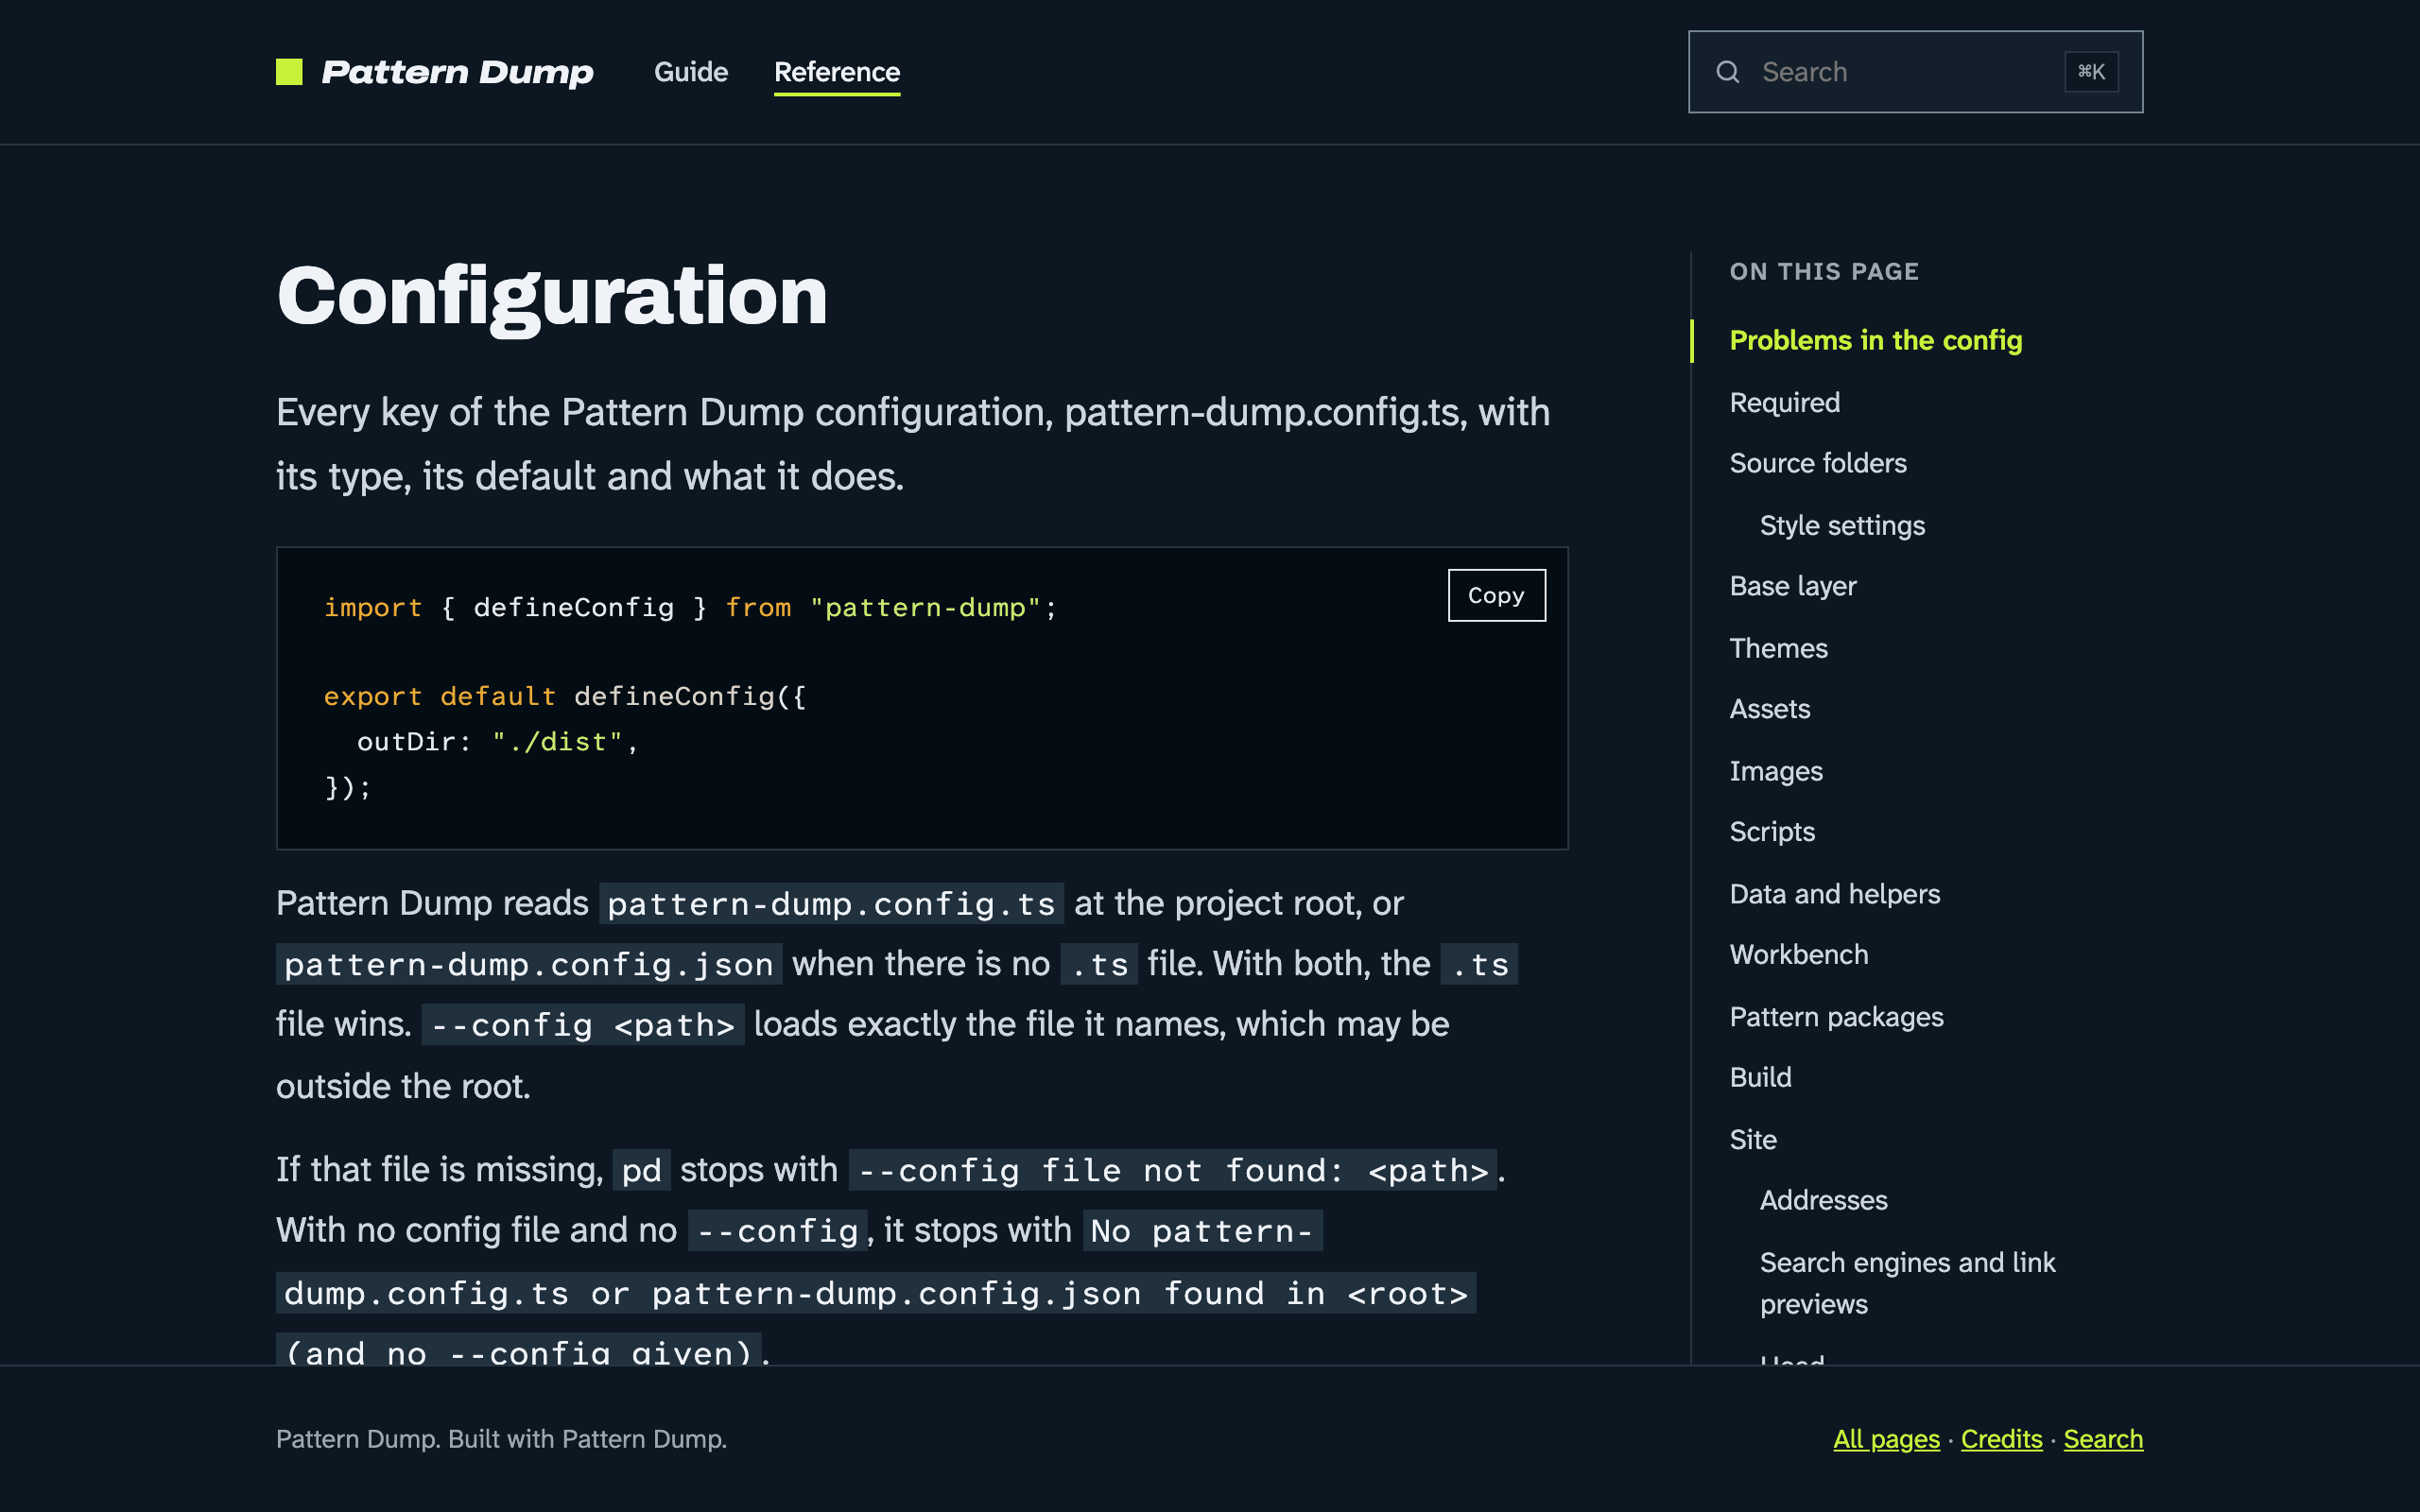 Pattern Dump
Guide
Reference
Search
⌘K
Configuration
Every key of the Pattern Dump configuration, pattern-dump.config.ts, with
its type, its default and what it does.
import { defineConfig } from "pattern-dump";
Copy
export default defineConfig({
  outDir: "./dist",
});
Pattern Dump reads pattern-dump.config.ts at the project root, or
pattern-dump.config.json when there is no .ts file. With both, the .ts
file wins. --config <path> loads exactly the file it names, which may be
outside the root.
If that file is missing, pd stops with --config file not found: <path>.
With no config file and no --config, it stops with No pattern-
dump.config.ts or pattern-dump.config.json found in <root>
(and no --config given).
ON THIS PAGE
Problems in the config
Required
Source folders
Style settings
Base layer
Themes
Assets
Images
Scripts
Data and helpers
Workbench
Pattern packages
Build
Site
Addresses
Search engines and link
previews
Head
Pattern Dump. Built with Pattern Dump.
All pages · Credits · Search